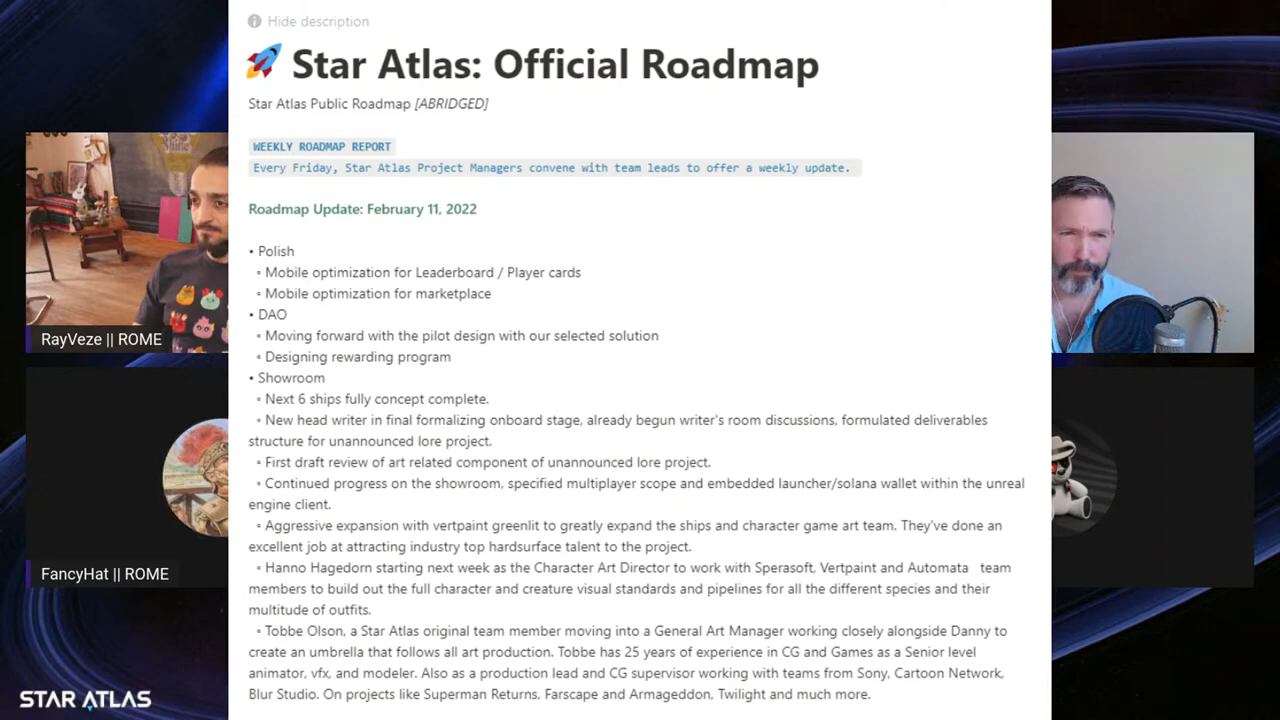 Hide description
🚀 Star Atlas: Official Roadmap
Star Atlas Public Roadmap [ABRIDGED]
WEEKLY ROADMAP REPORT
Every Friday, Star Atlas Project Managers convene with team leads to offer a weekly update.
Roadmap Update: February 11, 2022
• Polish
◦ Mobile optimization for Leaderboard / Player cards
◦ Mobile optimization for marketplace
• DAO
◦ Moving forward with the pilot design with our selected solution
◦ Designing rewarding program
• Showroom
◦ Next 6 ships fully concept complete.
◦ New head writer in final formalizing onboard stage, already begun writer's room discussions, formulated deliverables
structure for unannounced lore project.
◦ First draft review of art related component of unannounced lore project.
◦ Continued progress on the showroom, specified multiplayer scope and embedded launcher/solana wallet within the unreal
engine client.
◦ Aggressive expansion with vertpaint greenlit to greatly expand the ships and character game art team. They've done an
excellent job at attracting industry top hardsurface talent to the project.
◦ Hanno Hagedorn starting next week as the Character Art Director to work with Sperasoft, Vertpaint and Automata team
members to build out the full character and creature visual standards and pipelines for all the different species and their
multitude of outfits.
◦ Tobbe Olson, a Star Atlas original team member moving into a General Art Manager working closely alongside Danny to
create an umbrella that follows all art production. Tobbe has 25 years of experience in CG and Games as a Senior level
animator, vfx, and modeler. Also as a production lead and CG supervisor working with teams from Sony, Cartoon Network,
Blur Studio. On projects like Superman Returns, Farscape and Armageddon, Twilight and much more.
RayVeze || ROME
FancyHat || ROME
STAR ATLAS